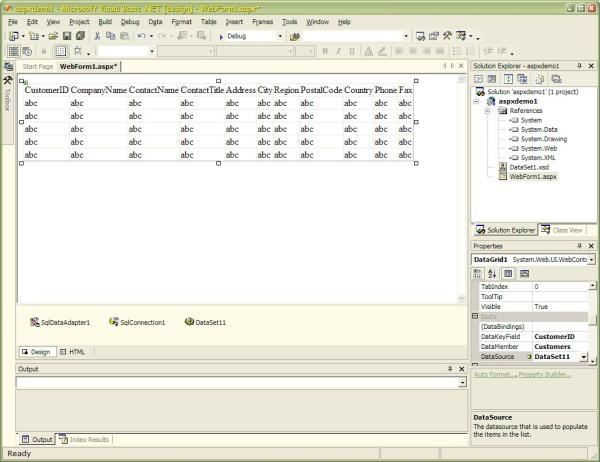 aspxdemo1 - Microsoft Visual Basic .NET [design] - WebForm1.aspx*
File Edit View Project Build Debug Data Format Table Insert Frames Tools Window Help
Debug
Start Page WebForm1.aspx*
Toolbox
CustomerID CompanyName ContactName ContactTitle Address City Region PostalCode Country Phone Fax
abc abc abc abc abc abc abc abc abc abc abc
abc abc abc abc abc abc abc abc abc abc abc
abc abc abc abc abc abc abc abc abc abc abc
abc abc abc abc abc abc abc abc abc abc abc
abc abc abc abc abc abc abc abc abc abc abc
SqlDataAdapter1 SqlConnection1 DataSet11
Design HTML
Output
Output Index Results
Ready
Solution Explorer - aspxdemo1
Solution 'aspxdemo1' (1 project)
aspxdemo1
References
System
System.Data
System.Drawing
System.Web
System.XML
DataSet1.xsd
WebForm1.aspx
Solution Explorer Class View
Properties
DataGrid1 System.Web.UI.WebCont
TabIndex 0
ToolTip
Visible True
Data
(DataBindings)
DataKeyField CustomerID
DataMember Customers
DataSource DataSet11
Auto Format..., Property Builder...
DataSource
The datasource that is used to populate
the items in the list.